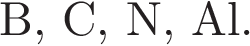 B, C, N, Al.